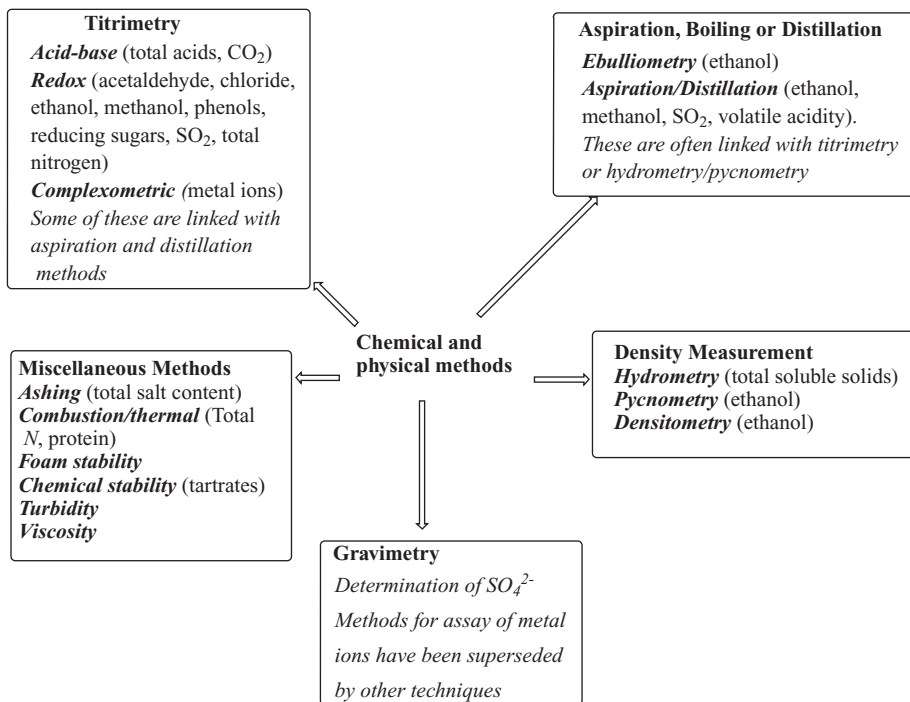 Titrimetry
Acid-base (total acids, CO₂)
Redox (acetaldehyde, chloride,
ethanol, methanol, phenols,
reducing sugars, SO₂, total
nitrogen)
Complexometric (metal ions)
Some of these are linked with
aspiration and distillation
methods
Aspiration, Boiling or Distillation
Ebulliometry (ethanol)
Aspiration/Distillation (ethanol,
methanol, SO₂, volatile acidity).
These are often linked with titrimetry
or hydrometry/pycnometry
Chemical and
physical methods
Miscellaneous Methods
Ashing (total salt content)
Combustion/thermal (Total
N, protein)
Foam stability
Chemical stability (tartrates)
Turbidity
Viscosity
Density Measurement
Hydrometry (total soluble solids)
Pycnometry (ethanol)
Densitometry (ethanol)
Gravimetry
Determination of SO₄²⁻
Methods for assay of metal
ions have been superseded
by other techniques